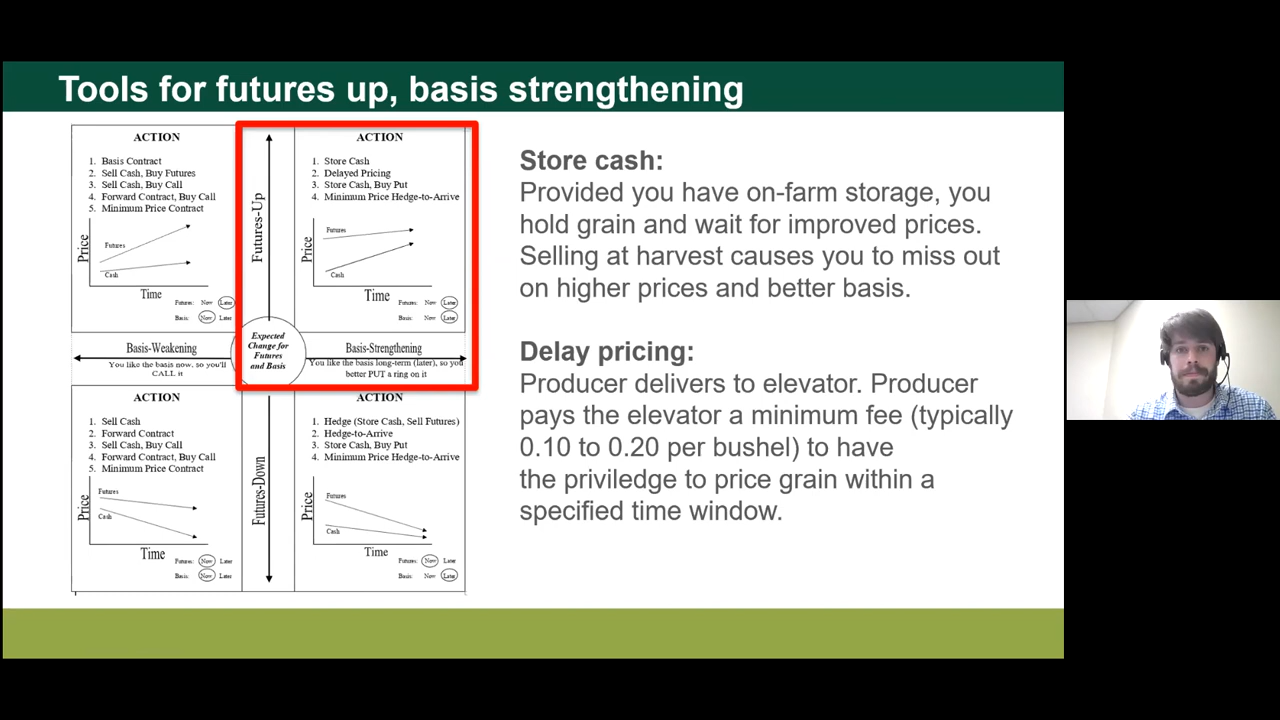 Tools for futures up, basis strengthening
ACTION
1. Basis Contract
2. Sell Cash, Buy Futures
3. Sell Cash, Buy Call
4. Forward Contract, Buy Call
5. Minimum Price Contract
Price
Futures
Cash
Time
Futures: Now Later
Basis: Now Later
Futures-Up
ACTION
1. Store Cash
2. Delayed Pricing
3. Store Cash, Buy Put
4. Minimum Price Hedge-to-Arrive
Price
Futures
Cash
Time
Futures: Now Later
Basis: Now Later
Basis-Weakening
You like the basis now, so you'll
CALL it
Expected
Change for
Futures
and Basis
Basis-Strengthening
You like the basis long-term (later), so you
better PUT a ring on it
ACTION
1. Sell Cash
2. Forward Contract
3. Sell Cash, Buy Call
4. Forward Contract, Buy Call
5. Minimum Price Contract
Price
Futures
Cash
Time
Futures: Now Later
Basis: Now Later
Futures-Down
ACTION
1. Hedge (Store Cash, Sell Futures)
2. Hedge-to-Arrive
3. Store Cash, Buy Put
4. Minimum Price Hedge-to-Arrive
Price
Futures
Cash
Time
Futures: Now Later
Basis: Now Later
Store cash:
Provided you have on-farm storage, you
hold grain and wait for improved prices.
Selling at harvest causes you to miss out
on higher prices and better basis.
Delay pricing:
Producer delivers to elevator. Producer
pays the elevator a minimum fee (typically
0.10 to 0.20 per bushel) to have
the priviledge to price grain within a
specified time window.